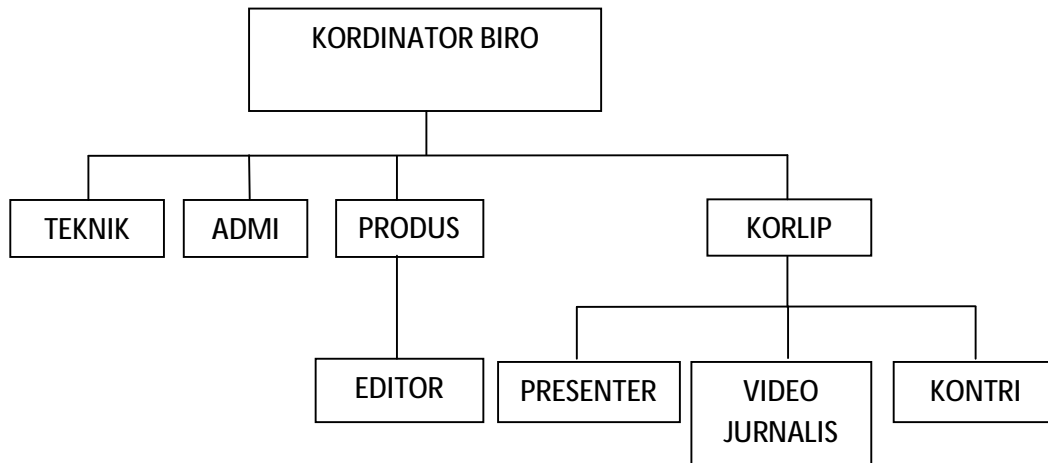 KORDINATOR BIRO
TEKNIK
ADMI
PRODUS
KORLIP
EDITOR
PRESENTER
VIDEO
JURNALIS
KONTRI